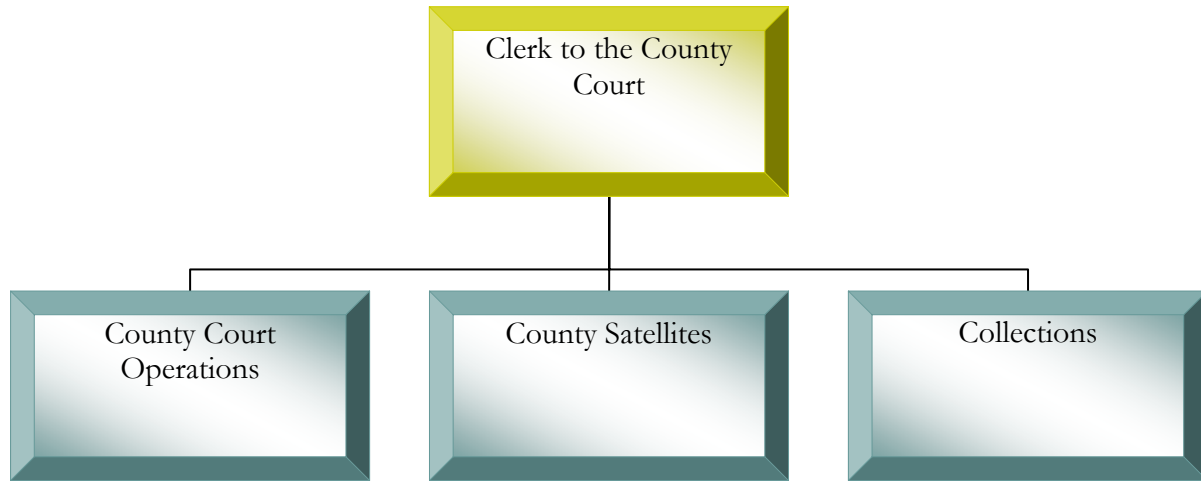 Clerk to the County
Court
County Court
Operations
County Satellites
Collections